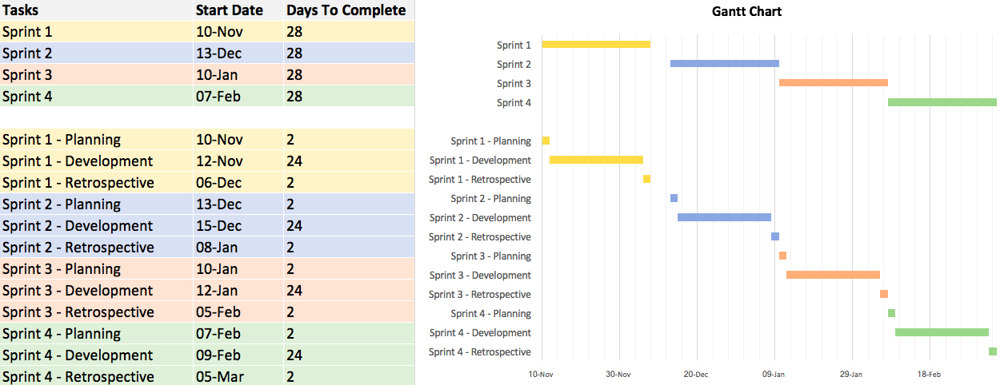 Tasks Start Date Days To Complete
Sprint 1 10-Nov 28
Sprint 2 13-Dec 28
Sprint 3 10-Jan 28
Sprint 4 07-Feb 28
Sprint 1 - Planning 10-Nov 2
Sprint 1 - Development 12-Nov 24
Sprint 1 - Retrospective 06-Dec 2
Sprint 2 - Planning 13-Dec 2
Sprint 2 - Development 15-Dec 24
Sprint 2 - Retrospective 08-Jan 2
Sprint 3 - Planning 10-Jan 2
Sprint 3 - Development 12-Jan 24
Sprint 3 - Retrospective 05-Feb 2
Sprint 4 - Planning 07-Feb 2
Sprint 4 - Development 09-Feb 24
Sprint 4 - Retrospective 05-Mar 2
Gantt Chart
Sprint 1
Sprint 2
Sprint 3
Sprint 4
Sprint 1 - Planning
Sprint 1 - Development
Sprint 1 - Retrospective
Sprint 2 - Planning
Sprint 2 - Development
Sprint 2 - Retrospective
Sprint 3 - Planning
Sprint 3 - Development
Sprint 3 - Retrospective
Sprint 4 - Planning
Sprint 4 - Development
Sprint 4 - Retrospective
10-Nov 30-Nov 20-Dec 09-Jan 29-Jan 18-Feb